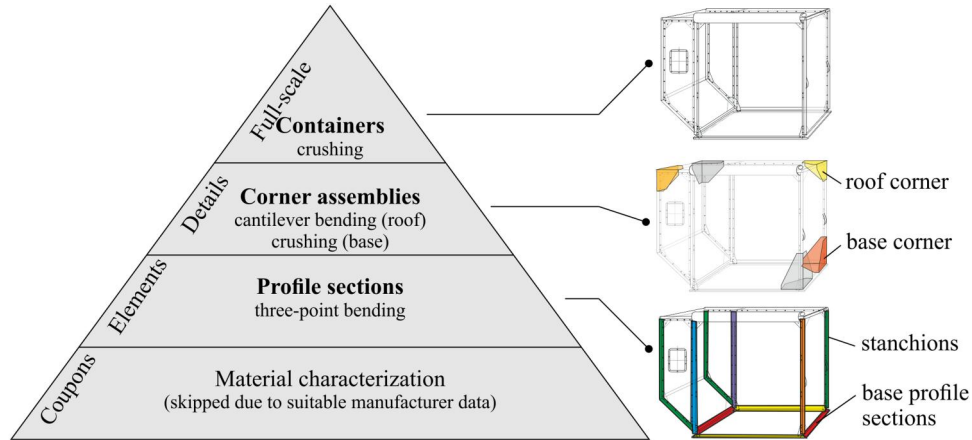 Full-scale
Containers
crushing
Details
Corner assemblies
cantilever bending (roof)
crushing (base)
roof corner
base corner
Elements
Profile sections
three-point bending
stanchions
base profile
sections
Coupons
Material characterization
(skipped due to suitable manufacturer data)